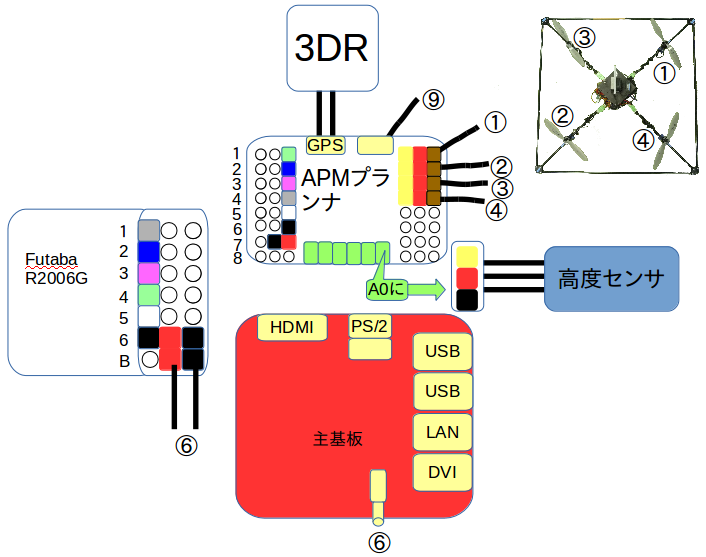 3DR
③
①
②
④
⑨
①
②
③
④
GPS
APMプラ
ンナ
1
2
3
4
5
6
7
8
A0に
高度センサ
Futaba
R2006G
1
2
3
4
5
6
B
⑥
HDMI
PS/2
USB
USB
LAN
DVI
主基板
⑥